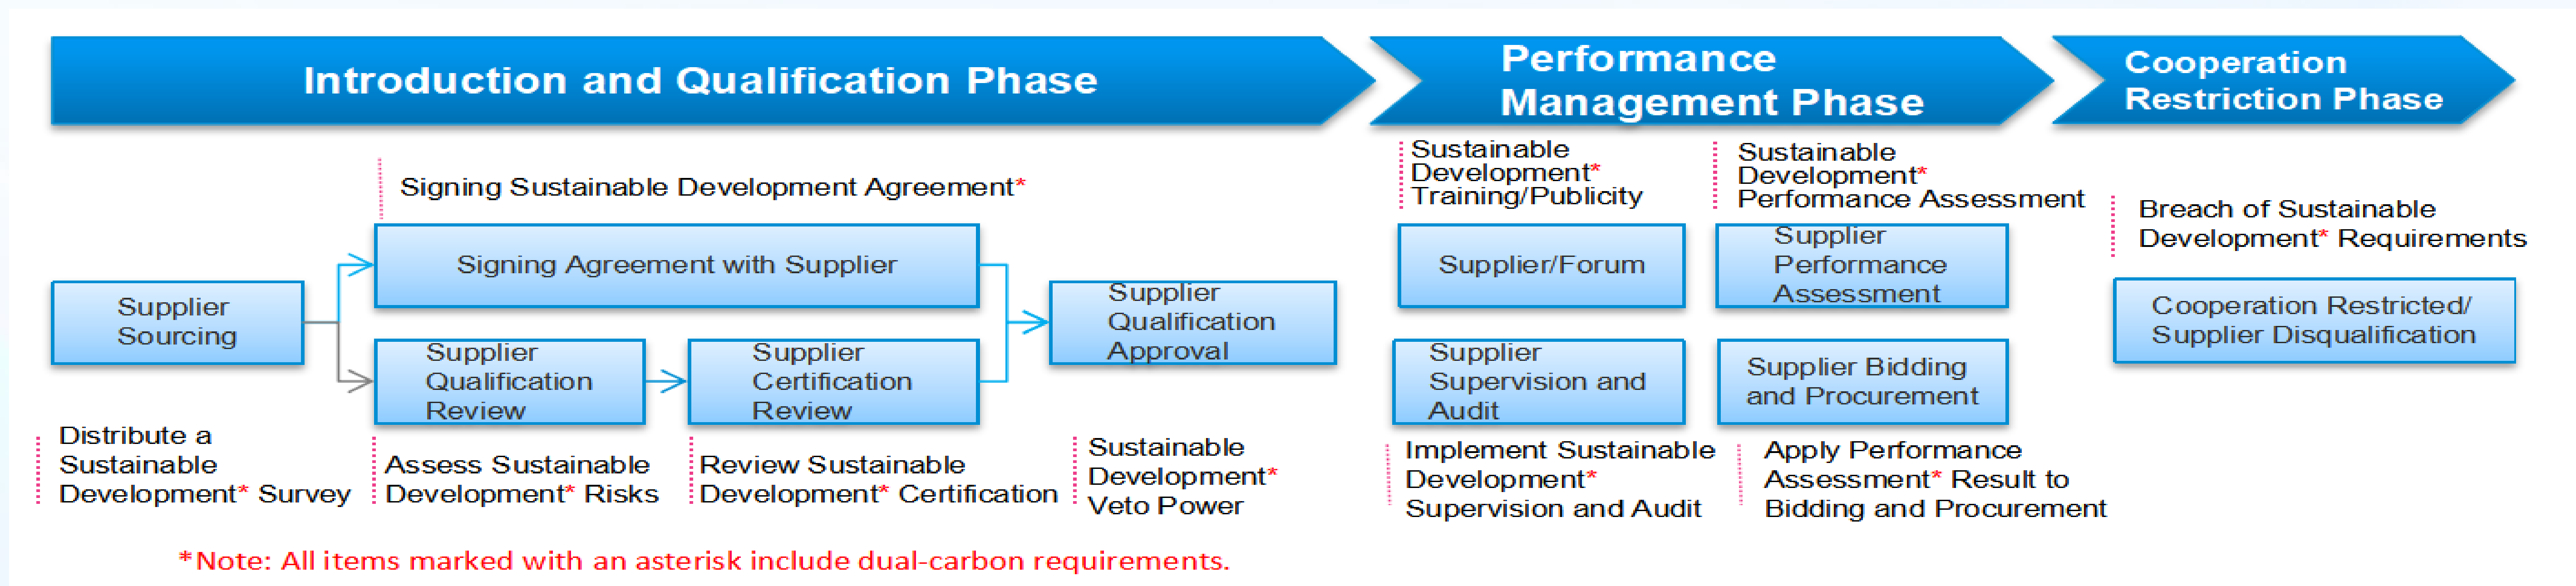 Introduction and Qualification Phase
Performance
Management Phase
Cooperation
Restriction Phase
Signing Sustainable Development Agreement*
Signing Agreement with Supplier
Supplier
Sourcing
Supplier
Qualification
Review
Supplier
Certification
Review
Supplier
Qualification
Approval
Distribute a
Sustainable
Development* Survey
Assess Sustainable
Development* Risks
Review Sustainable
Development* Certification
Sustainable
Development*
Veto Power
Sustainable
Development*
Training/Publicity
Sustainable
Development*
Performance Assessment
Supplier/Forum
Supplier
Performance
Assessment
Supplier
Supervision and
Audit
Supplier Bidding
and Procurement
Implement Sustainable
Development*
Supervision and Audit
Apply Performance
Assessment* Result to
Bidding and Procurement
Breach of Sustainable
Development* Requirements
Cooperation Restricted/
Supplier Disqualification
*Note: All items marked with an asterisk include dual-carbon requirements.